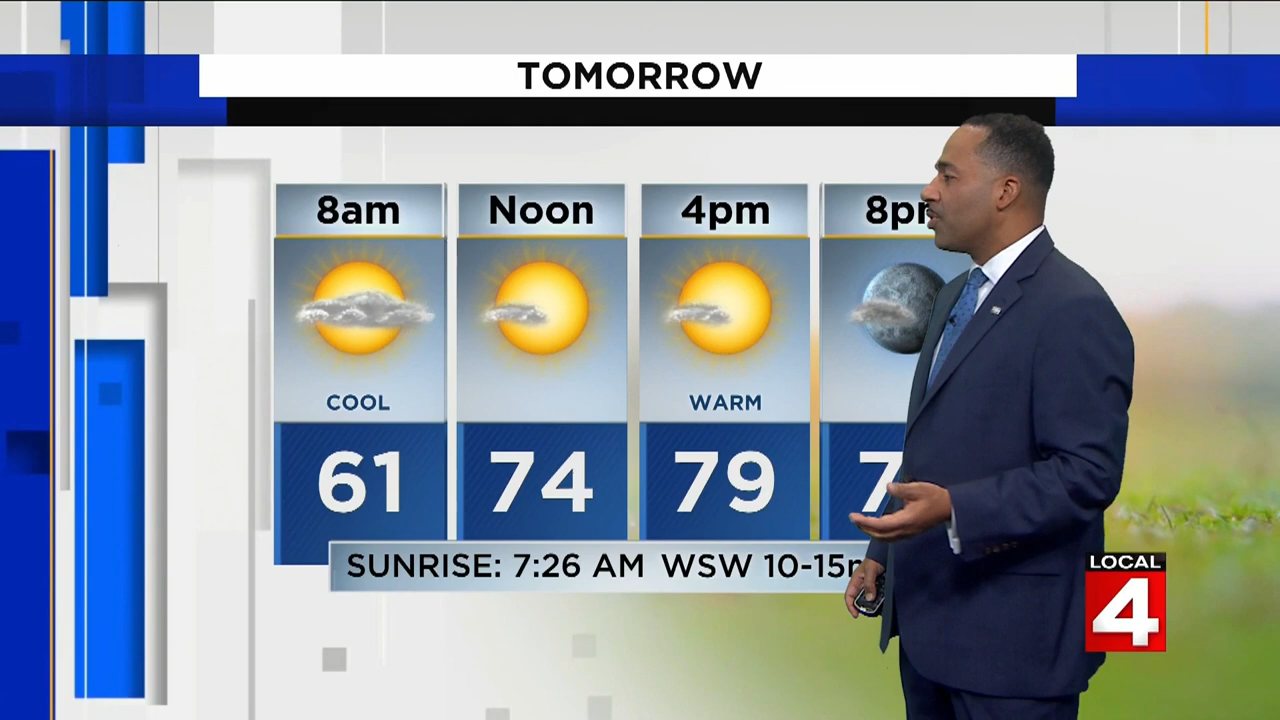 TOMORROW
8am Noon 4pm
COOL WARM
61 74 79
SUNRISE: 7:26 AM WSW 10-15
LOCAL
4